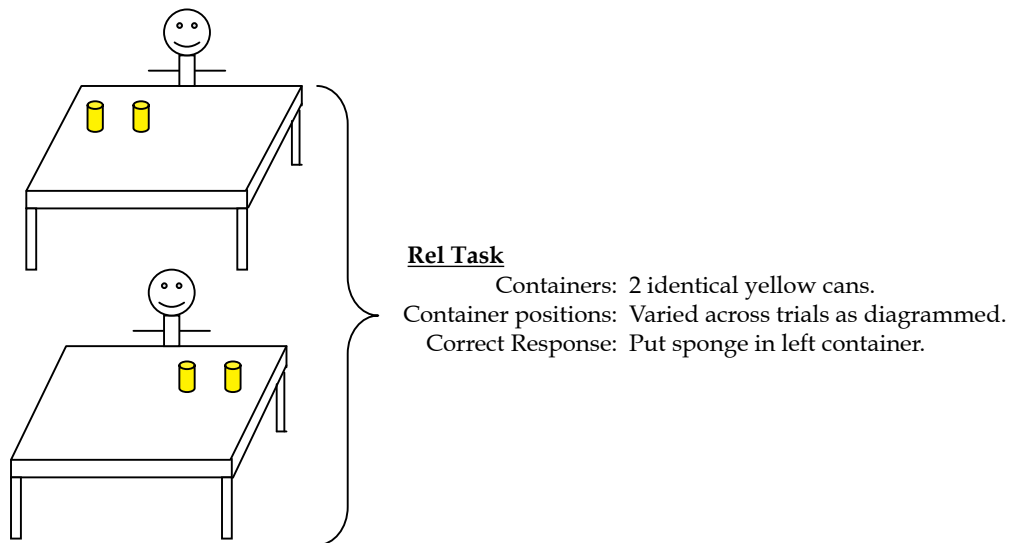 Rel Task
Containers: 2 identical yellow cans.
Container positions: Varied across trials as diagrammed.
Correct Response: Put sponge in left container.